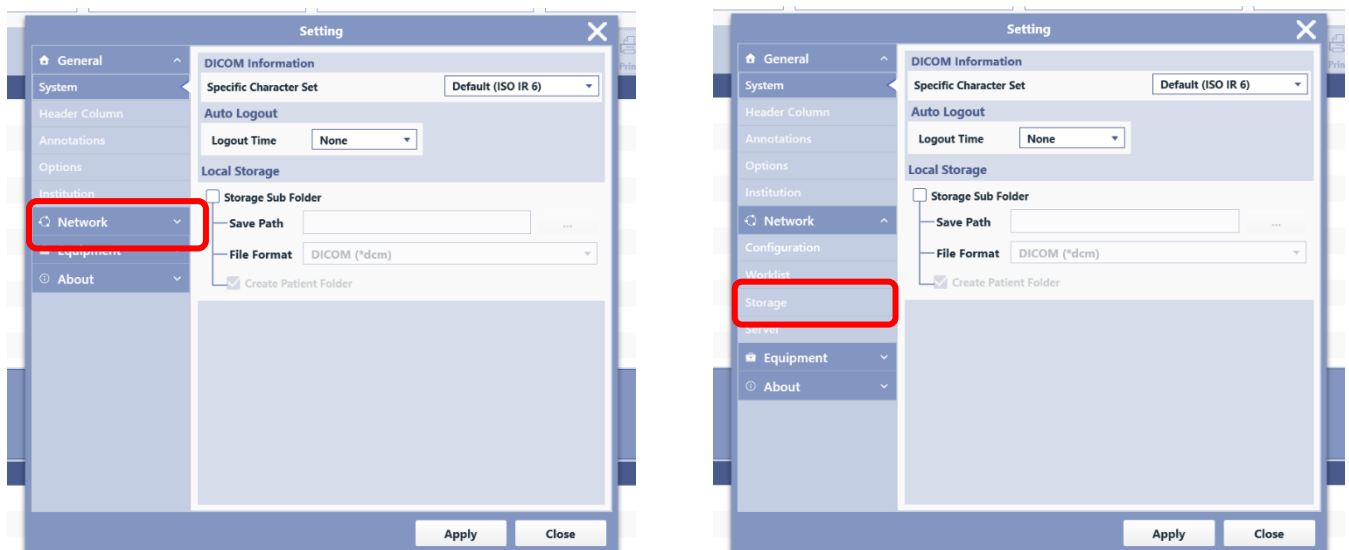 Setting
General
System
Header Column
Annotations
Options
Institution
Network
Equipment
About
DICOM Information
Specific Character Set Default (ISO IR 6)
Auto Logout
Logout Time None
Local Storage
Storage Sub Folder
Save Path ...
File Format DICOM (*dcm)
Create Patient Folder
Apply Close
Setting
General
System
Header Column
Annotations
Options
Institution
Network
Configuration
Worklist
Storage
Server
Equipment
About
DICOM Information
Specific Character Set Default (ISO IR 6)
Auto Logout
Logout Time None
Local Storage
Storage Sub Folder
Save Path ...
File Format DICOM (*dcm)
Create Patient Folder
Apply Close